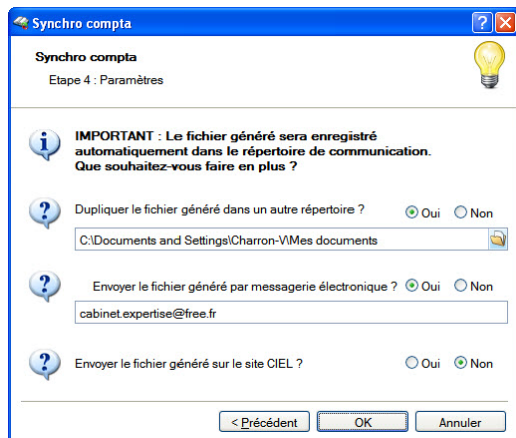 Synchro compta
Synchro compta
Etape 4 : Paramètres
IMPORTANT : Le fichier généré sera enregistré
automatiquement dans le répertoire de communication.
Que souhaitez-vous faire en plus ?
Dupliquer le fichier généré dans un autre répertoire ? Oui Non
C:\Documents and Settings\Charron-V\Mes documents
Envoyer le fichier généré par messagerie électronique ? Oui Non
cabinet.expertise@free.fr
Envoyer le fichier généré sur le site CIEL ? Oui Non
< Précédent OK Annuler